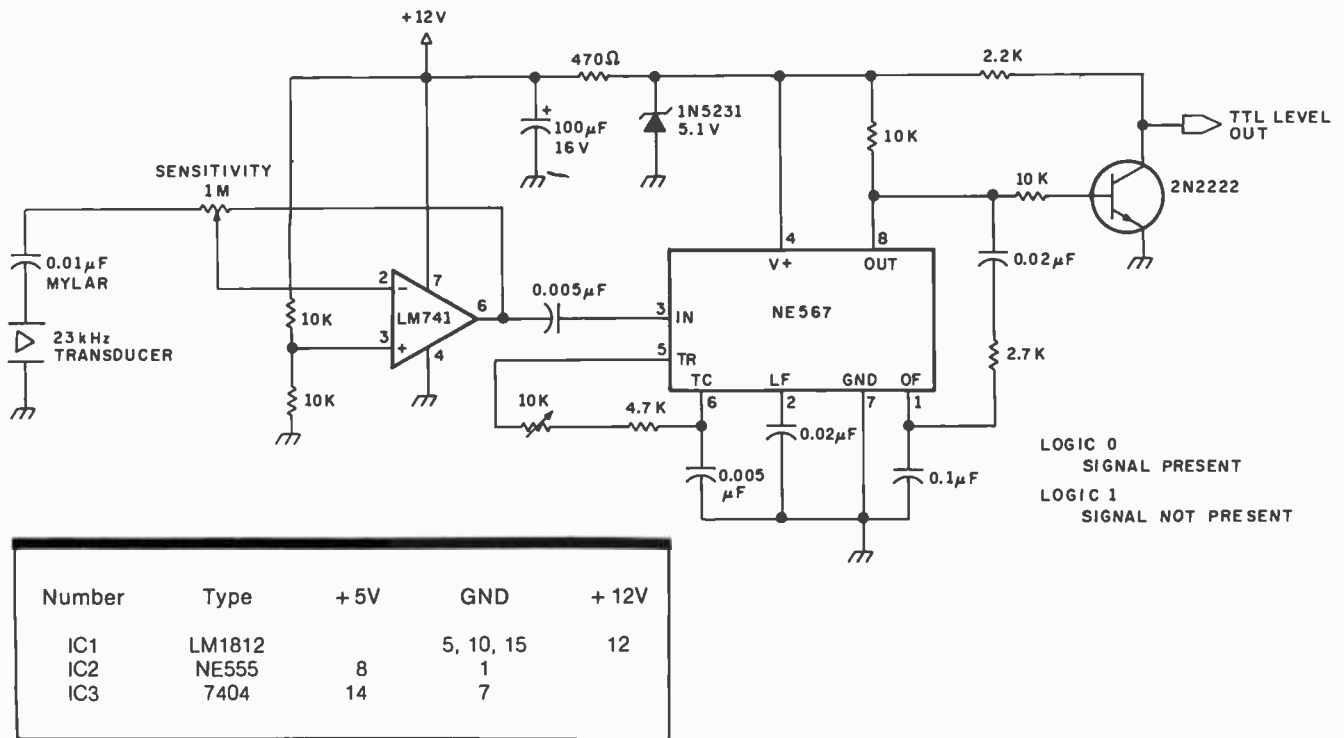 +12V
470Ω
2.2K
+
100µF
16V
1N5231
5.1V
10K
TTL LEVEL
OUT
SENSITIVITY
1M
10K
2N2222
0.01µF
MYLAR
2
-
7
4
8
V+
OUT
0.02µF
LM741
6
0.005µF
3
IN
NE567
23kHz
TRANSDUCER
10K
3
+
4
5
TR
2.7K
10K
TC
LF
GND
OF
10K
4.7K
6
2
7
1
0.02µF
0.005
µF
0.1µF
LOGIC 0
SIGNAL PRESENT
LOGIC 1
SIGNAL NOT PRESENT
Number Type +5V GND +12V
IC1 LM1812 5, 10, 15 12
IC2 NE555 8 1
IC3 7404 14 7